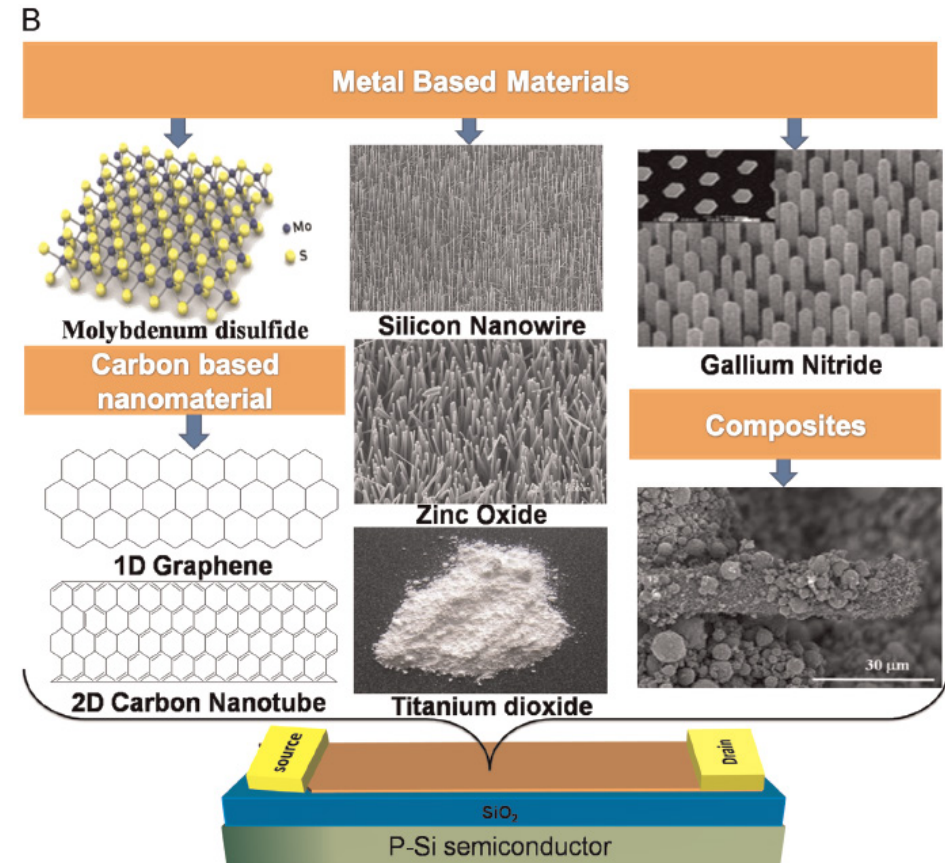 B
Metal Based Materials
Mo
S
Molybdenum disulfide
Silicon Nanowire
Gallium Nitride
Carbon based
nanomaterial
Zinc Oxide
Composites
1D Graphene
30 μm
2D Carbon Nanotube
Titanium dioxide
source
Drain
SiO₂
P-Si semiconductor